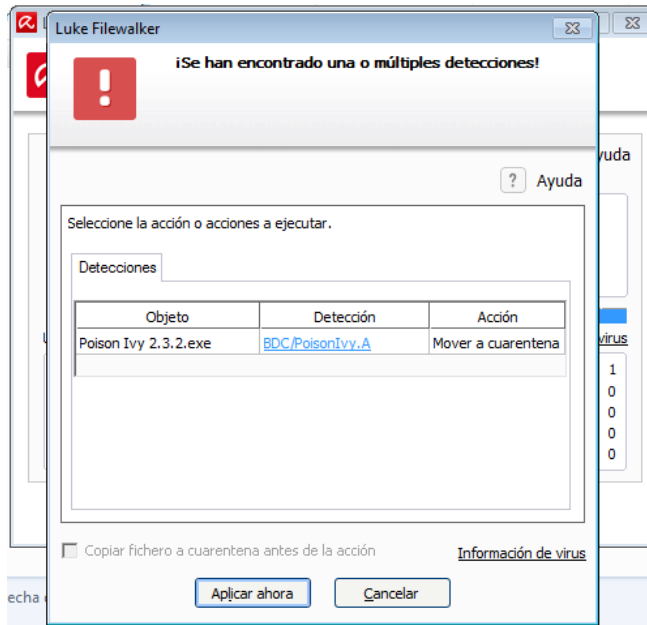 Luke Filewalker
¡Se han encontrado una o múltiples detecciones!
yuda
? Ayuda
Seleccione la acción o acciones a ejecutar.
Detecciones
Objeto Detección Acción
Poison Ivy 2.3.2.exe BDC/PoisonIvy.A Mover a cuarentena
virus
1
0
0
0
0
Copiar fichero a cuarentena antes de la acción
Información de virus
Aplicar ahora Cancelar
echa